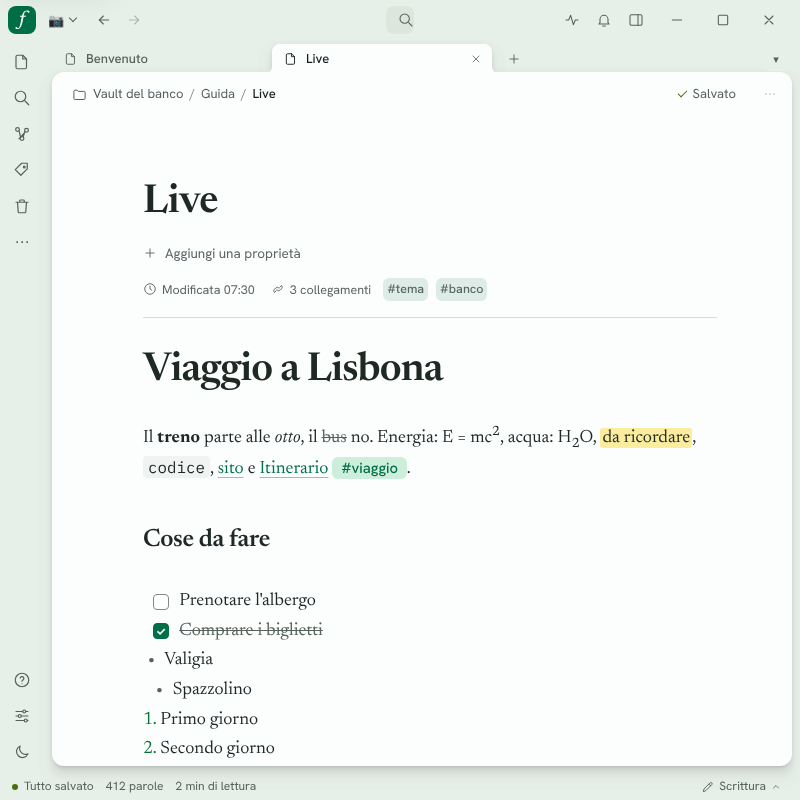 f
Benvenuto
Live
Vault del banco / Guida / Live
Salvato
Live
Aggiungi una proprietà
Modificata 07:30 3 collegamenti #tema #banco
Viaggio a Lisbona
Il treno parte alle otto, il bus no. Energia: E = mc², acqua: H₂O, da ricordare,
codice, sito e Itinerario #viaggio.
Cose da fare
Prenotare l'albergo
Comprare i biglietti
• Valigia
• Spazzolino
1. Primo giorno
2. Secondo giorno
Tutto salvato 412 parole 2 min di lettura
Scrittura